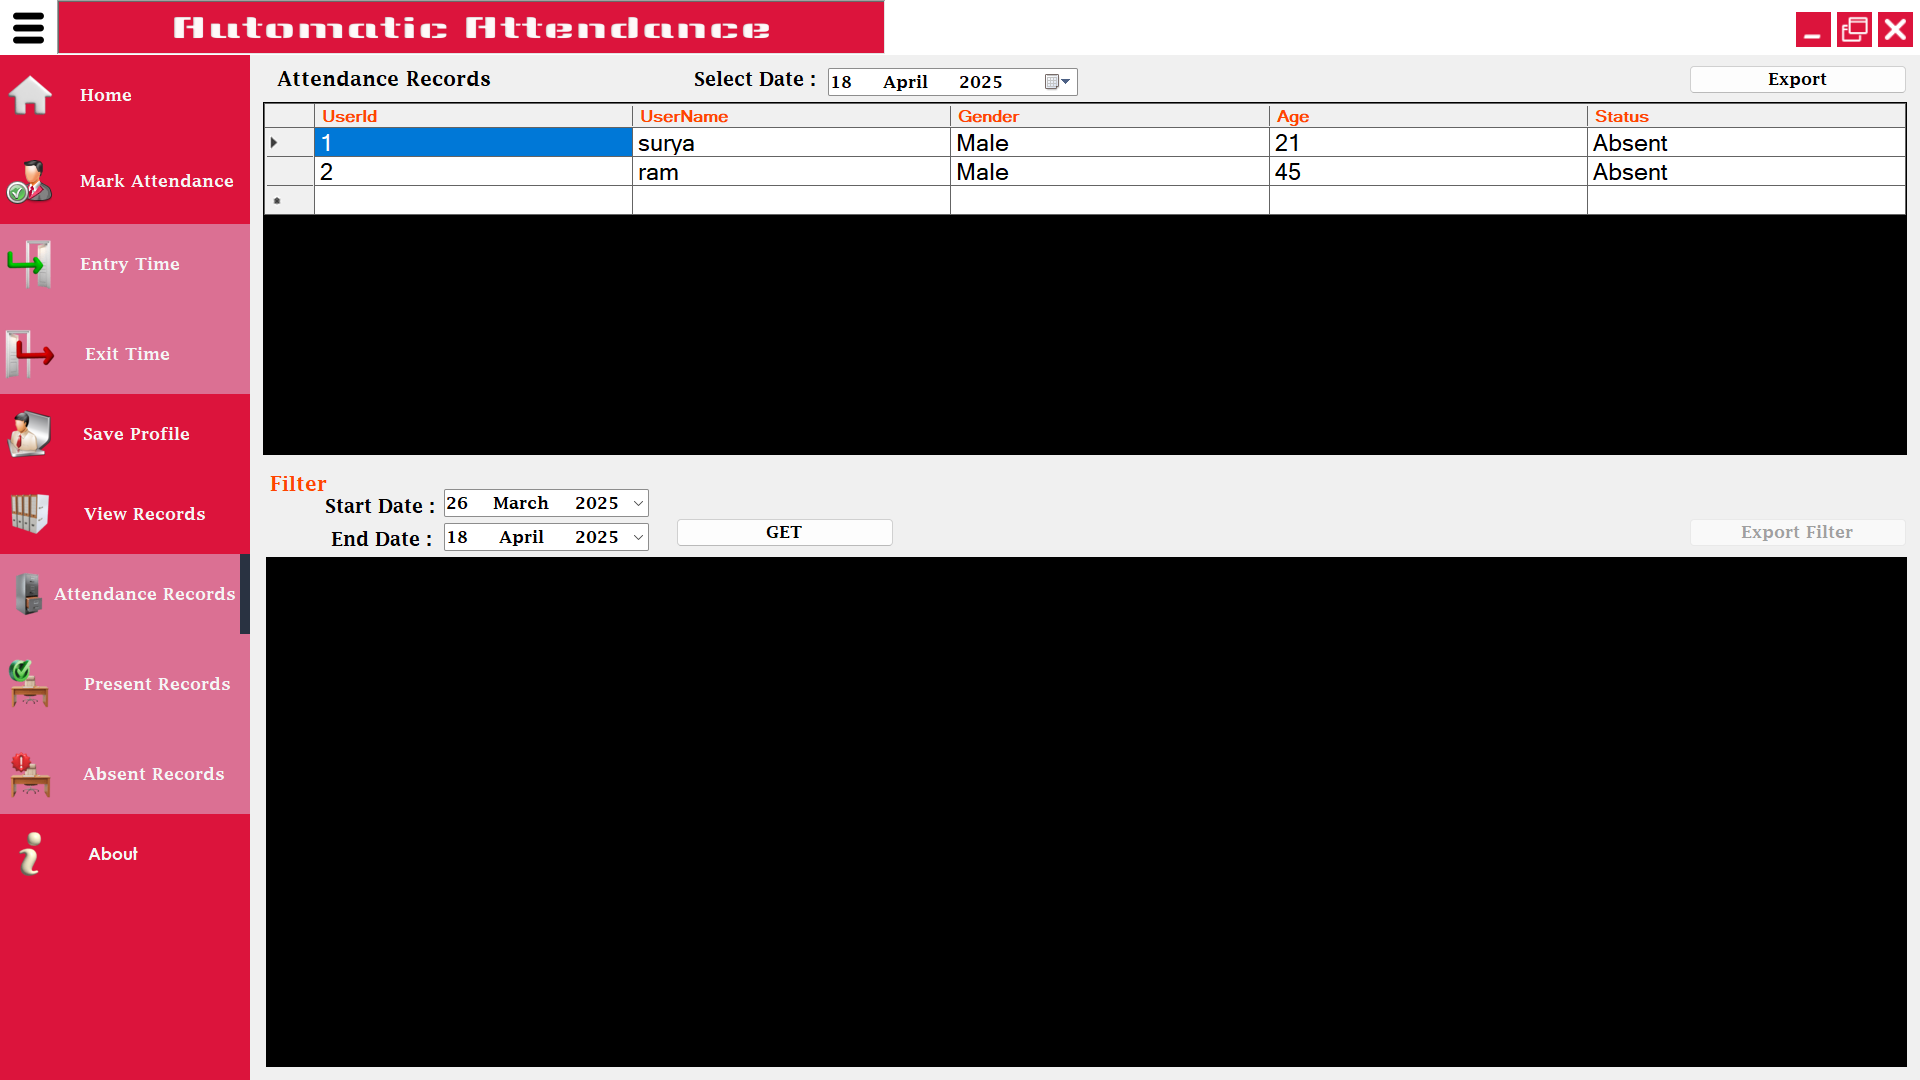 Automatic Attendance
Home
Mark Attendance
Entry Time
Exit Time
Save Profile
View Records
Attendance Records
Present Records
Absent Records
About
Attendance Records
Select Date :
18 April 2025
Export
UserId UserName Gender Age Status
1 surya Male 21 Absent
2 ram Male 45 Absent
Filter
Start Date : 26 March 2025
End Date : 18 April 2025
GET
Export Filter